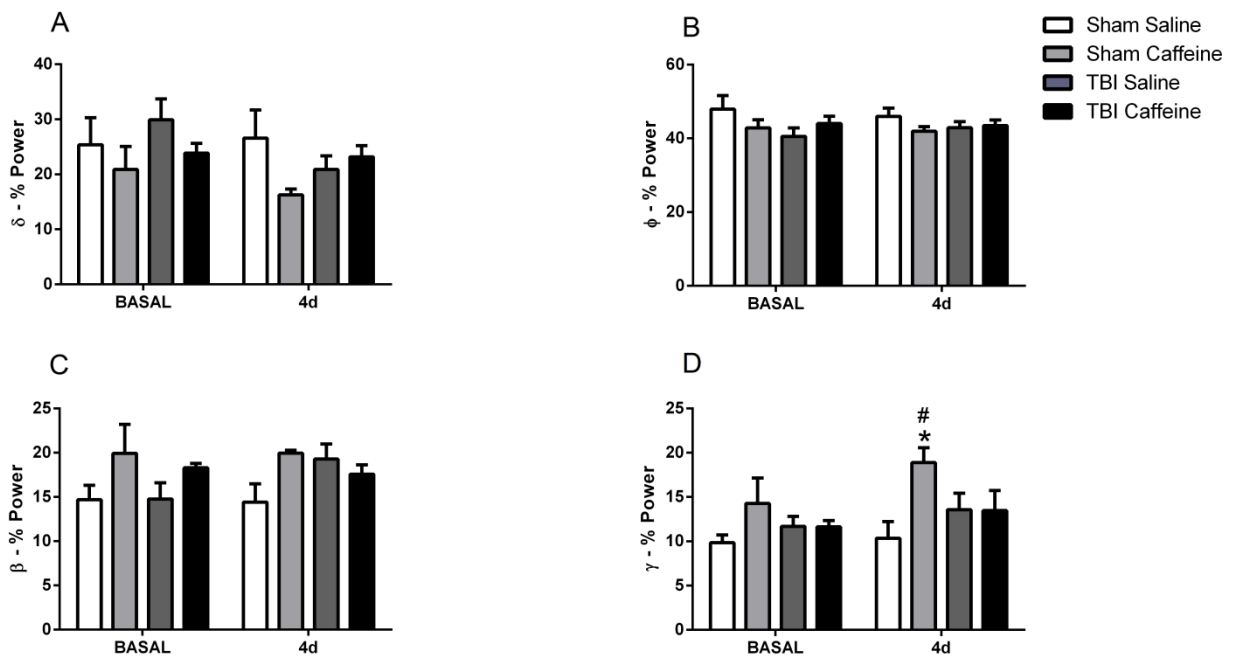 A
δ - % Power
40
30
20
10
0
BASAL 4d
B
ϕ - % Power
60
40
20
0
BASAL 4d
Sham Saline
Sham Caffeine
TBI Saline
TBI Caffeine
C
β - % Power
25
20
15
10
5
0
BASAL 4d
D
γ - % Power
25
20
15
10
5
0
#
*
BASAL 4d